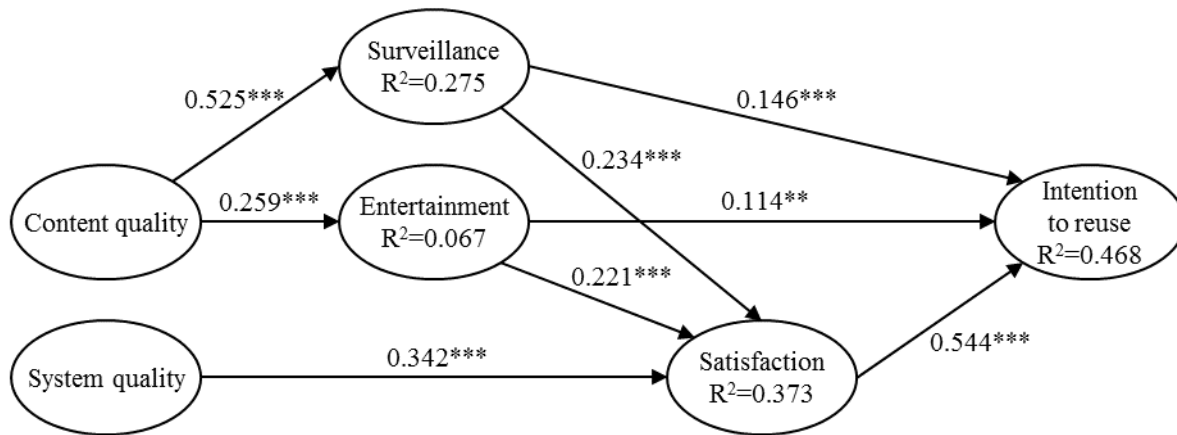 Surveillance
R²=0.275
0.525***
0.146***
0.234***
Content quality
0.259***
Entertainment
R²=0.067
0.114**
Intention
to reuse
R²=0.468
0.221***
System quality
0.342***
Satisfaction
R²=0.373
0.544***